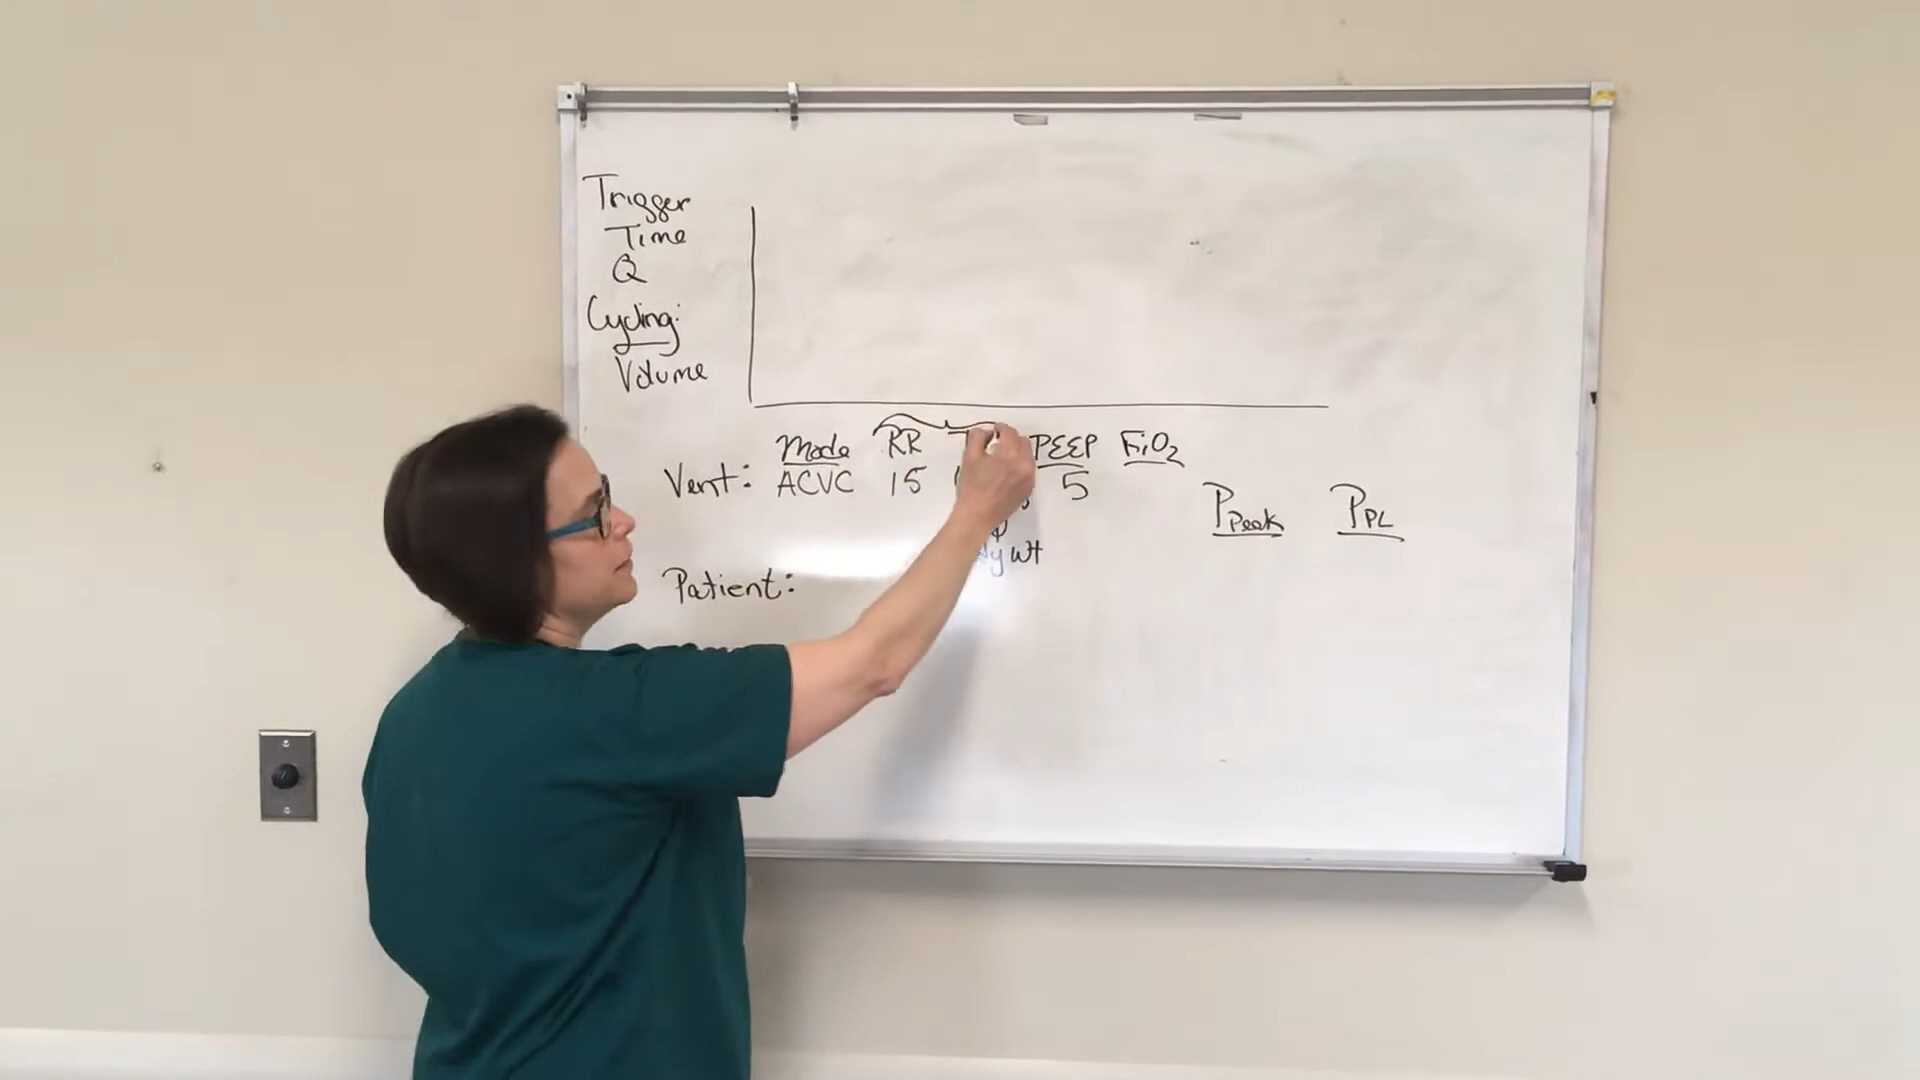 Trigger
Time
Q
Cycling:
Volume
Mode RR PEEP FiO2
Vent: ACVC 15 5
PPeak PPL
wt
Patient: